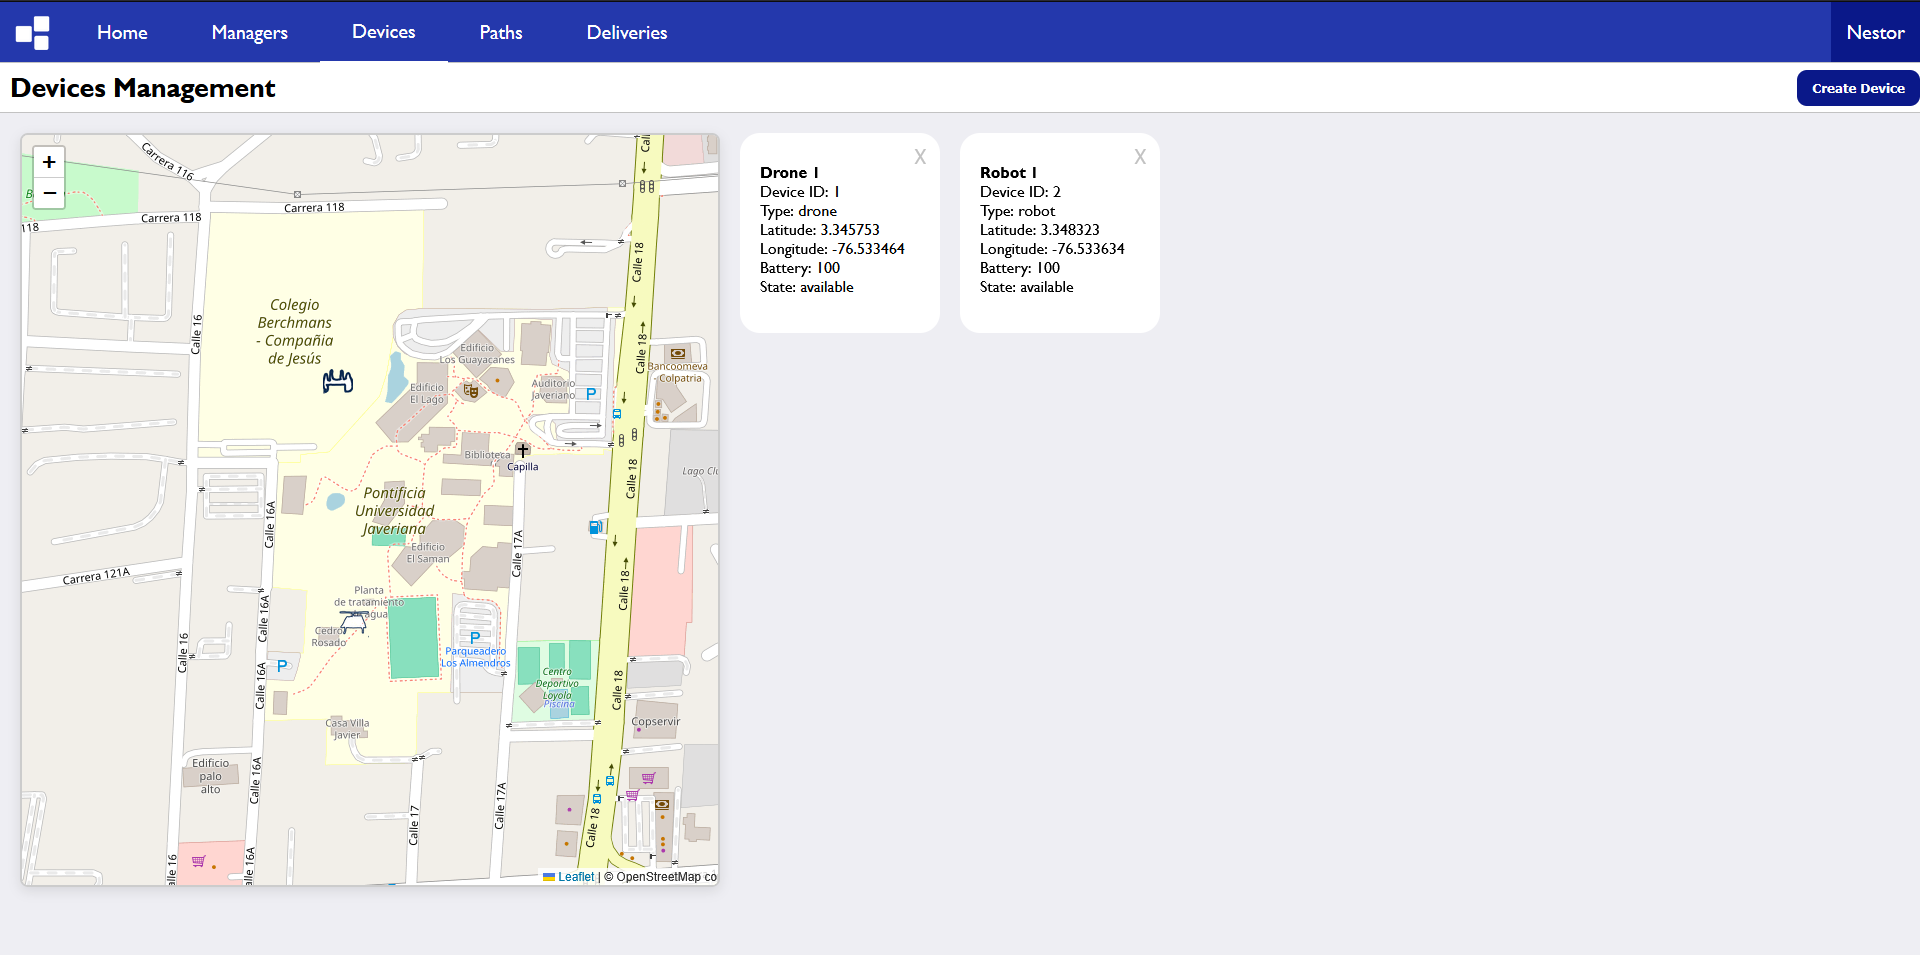 Home
Managers
Devices
Paths
Deliveries
Nestor
Devices Management
Create Device
+
−
Carrera 116
Carrera 118
Carrera 118
118
Calle 16
Colegio
Berchmans
- Compañia
de Jesús
Calle 18
Calle 18
Edificio
Los Guayacanes
Edificio
El Lago
Auditorio
Javeriano
P
Bancoomeva
- Colpatria
Biblioteca
Capilla
Calle 18
Lago Clu
Pontificia
Universidad
Javeriana
Calle 16A
Edificio
El Saman
Calle 17A
Carrera 121A
Calle 18
Planta
de tratamiento
agua
Calle 16A
Cedro
Rosado
P
Parqueadero
Los Almendros
Calle 16
P
Calle 16A
Centro
Deportivo
Loyola
Piscina
Calle 18
Copservir
Casa Villa
Javier
Edificio
palo
alto
Calle 16A
Calle 17A
Calle 17
Calle 18
alle 16
alle 16A
Leaflet | © OpenStreetMap co
X
Drone 1
Device ID: 1
Type: drone
Latitude: 3.345753
Longitude: -76.533464
Battery: 100
State: available
X
Robot 1
Device ID: 2
Type: robot
Latitude: 3.348323
Longitude: -76.533634
Battery: 100
State: available